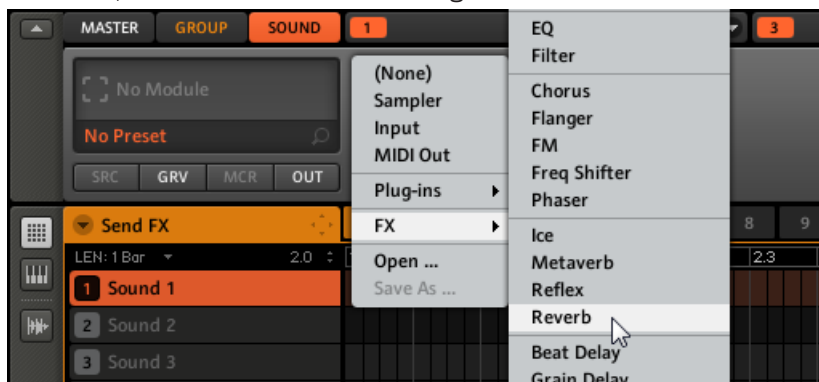 MASTER GROUP SOUND 1 3
No Module
No Preset
SRC GRV MCR OUT
(None)
Sampler
Input
MIDI Out
Plug-ins
FX
Open ...
Save As ...
EQ
Filter
Chorus
Flanger
FM
Freq Shifter
Phaser
Ice
Metaverb
Reflex
Reverb
Beat Delay
Grain Delay
Send FX 8 9
LEN: 1 Bar 2.0 2.3
1 Sound 1
2 Sound 2
3 Sound 3